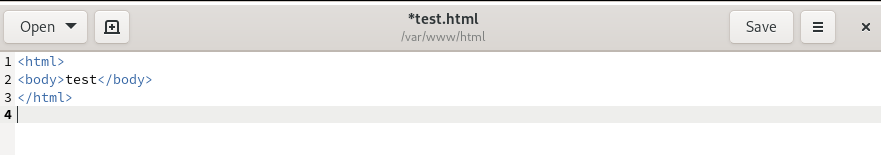 Open
*test.html
/var/www/html
Save
1 <html>
2 <body>test</body>
3 </html>
4